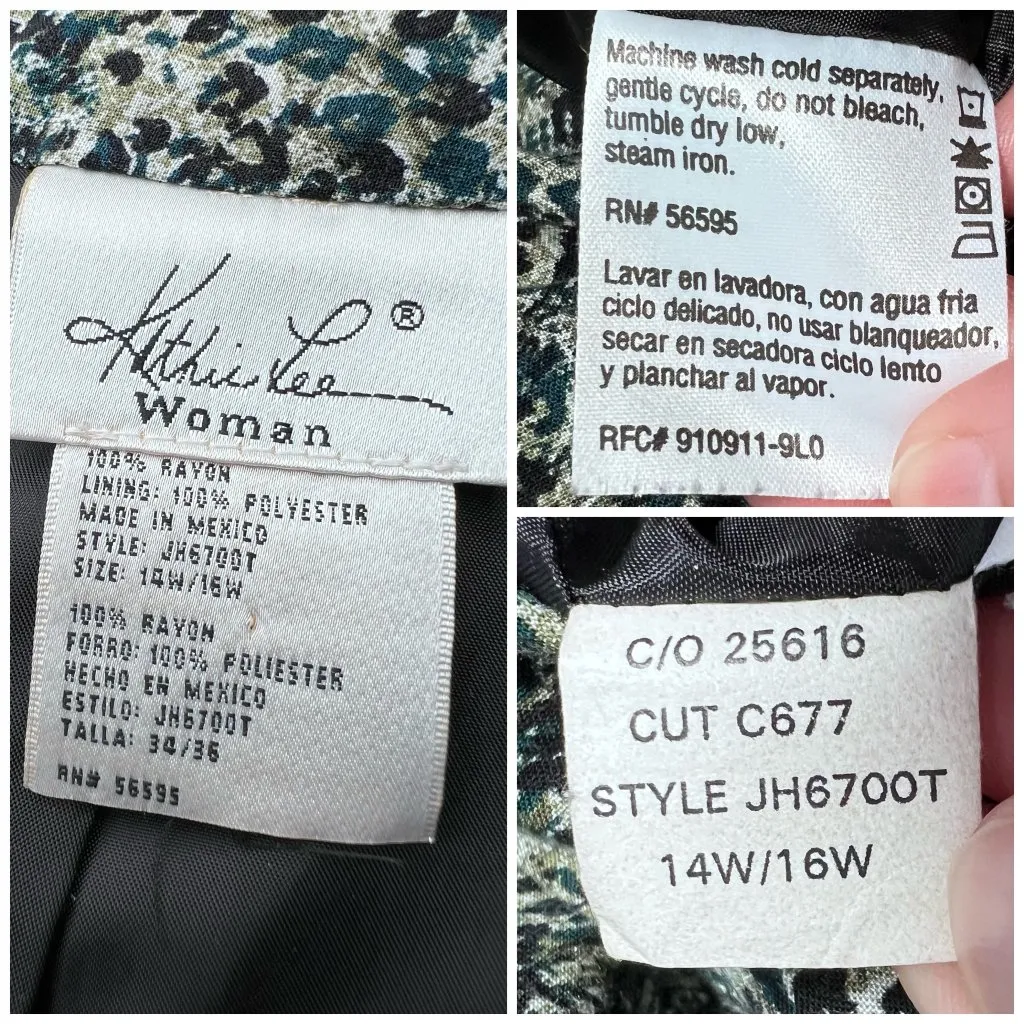 Kathie Lee®
Woman
100% RAYON
LINING: 100% POLYESTER
MADE IN MEXICO
STYLE: JH6700T
SIZE: 14W/16W
100% RAYON
FORRO: 100% POLIESTER
HECHO EN MEXICO
ESTILO: JH6700T
TALLA: 34/36
RN# 56595
Machine wash cold separately,
gentle cycle, do not bleach,
tumble dry low,
steam iron.
RN# 56595
Lavar en lavadora, con agua fria
ciclo delicado, no usar blanqueador,
secar en secadora ciclo lento
y planchar al vapor.
RFC# 910911-9L0
C/O 25616
CUT C677
STYLE JH6700T
14W/16W